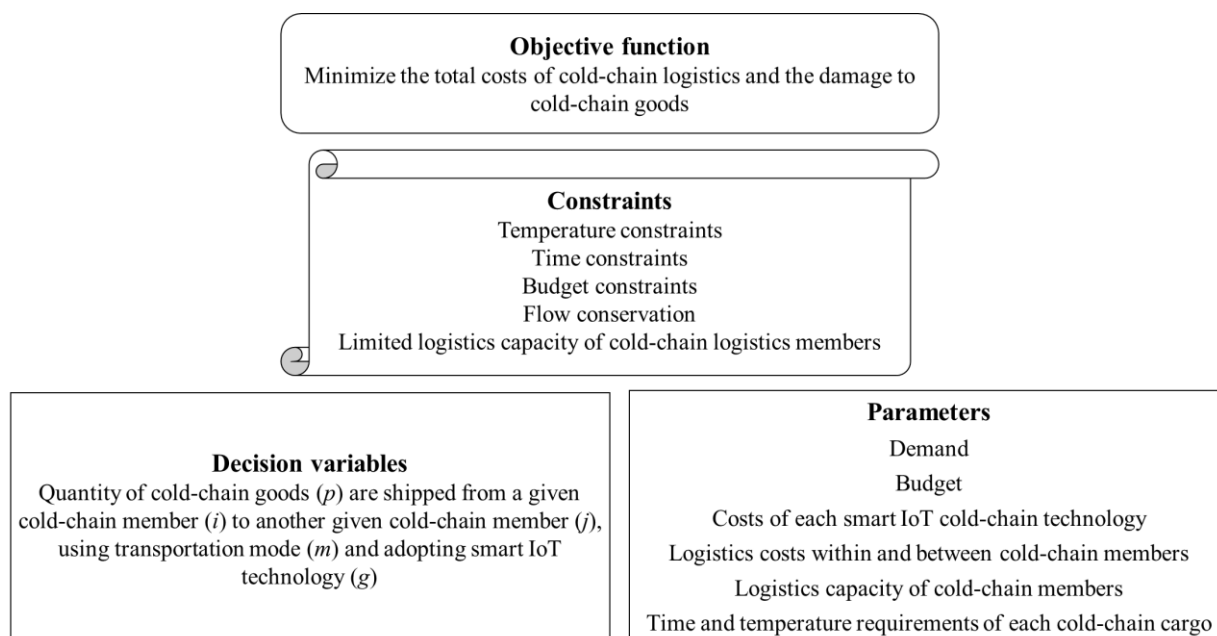 Objective function
Minimize the total costs of cold-chain logistics and the damage to
cold-chain goods
Constraints
Temperature constraints
Time constraints
Budget constraints
Flow conservation
Limited logistics capacity of cold-chain logistics members
Decision variables
Quantity of cold-chain goods (p) are shipped from a given
cold-chain member (i) to another given cold-chain member (j),
using transportation mode (m) and adopting smart IoT
technology (g)
Parameters
Demand
Budget
Costs of each smart IoT cold-chain technology
Logistics costs within and between cold-chain members
Logistics capacity of cold-chain members
Time and temperature requirements of each cold-chain cargo